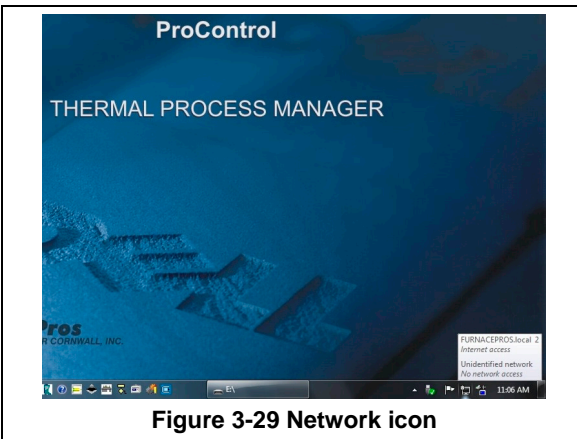 ProControl
THERMAL PROCESS MANAGER
Pros
R CORNWALL, INC.
FURNACEPROS.local 2
Internet access
Unidentified network
No network access
E:\
11:06 AM
Figure 3-29 Network icon